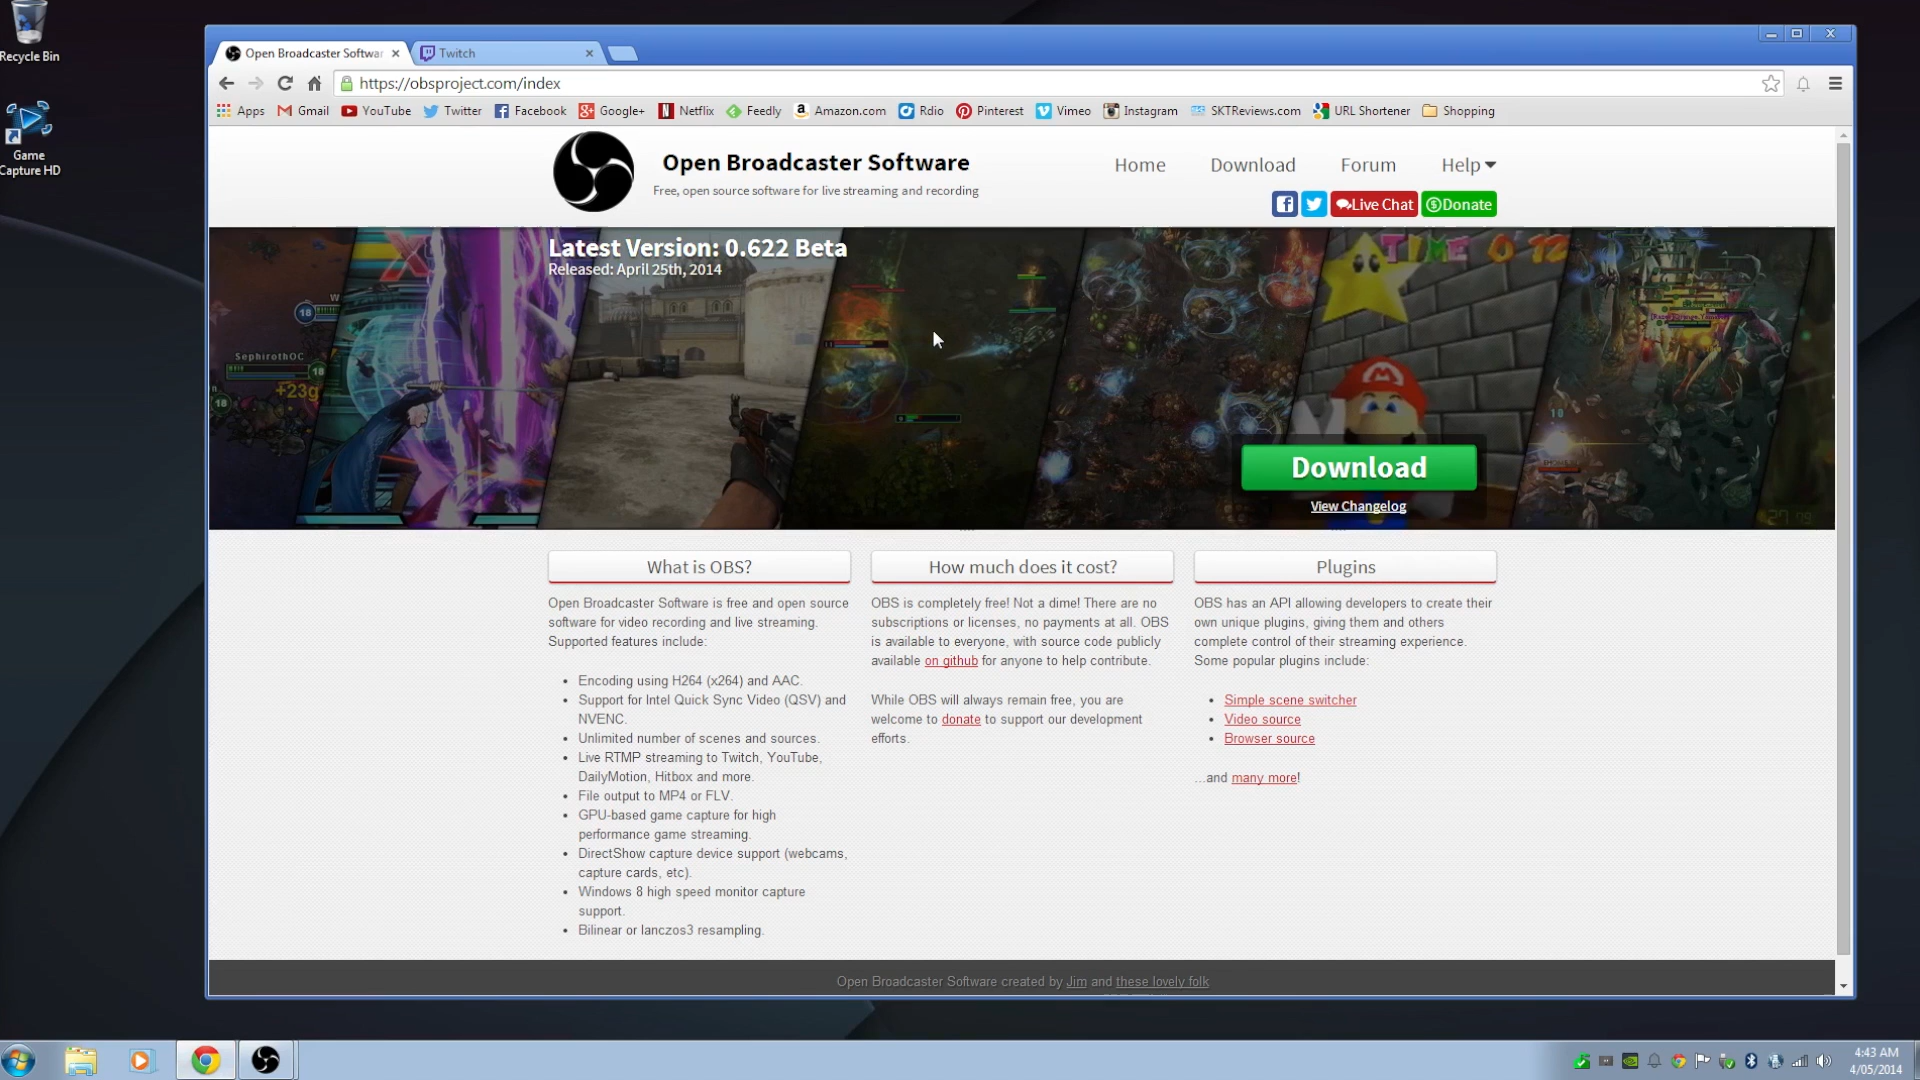 Recycle Bin
Game
Capture HD
Open Broadcaster Softwar
Twitch
https://obsproject.com/index
Apps Gmail YouTube Twitter Facebook Google+ Netflix Feedly Amazon.com Rdio Pinterest Vimeo Instagram SKTReviews.com URL Shortener Shopping
Open Broadcaster Software
Free, open source software for live streaming and recording
Home Download Forum Help
Live Chat Donate
Latest Version: 0.622 Beta
Released: April 25th, 2014
TIME 0'12
W
18
SephirothOC
18
+23g
18
10
Download
View Changelog
What is OBS?
Open Broadcaster Software is free and open source
software for video recording and live streaming.
Supported features include:
• Encoding using H264 (x264) and AAC.
• Support for Intel Quick Sync Video (QSV) and
NVENC.
• Unlimited number of scenes and sources.
• Live RTMP streaming to Twitch, YouTube,
DailyMotion, Hitbox and more.
• File output to MP4 or FLV.
• GPU-based game capture for high
performance game streaming.
• DirectShow capture device support (webcams,
capture cards, etc).
• Windows 8 high speed monitor capture
support.
• Bilinear or lanczos3 resampling.
How much does it cost?
OBS is completely free! Not a dime! There are no
subscriptions or licenses, no payments at all. OBS
is available to everyone, with source code publicly
available on github for anyone to help contribute.
While OBS will always remain free, you are
welcome to donate to support our development
efforts.
Plugins
OBS has an API allowing developers to create their
own unique plugins, giving them and others
complete control of their streaming experience.
Some popular plugins include:
• Simple scene switcher
• Video source
• Browser source
...and many more!
Open Broadcaster Software created by Jim and these lovely folk
4:43 AM
4/05/2014